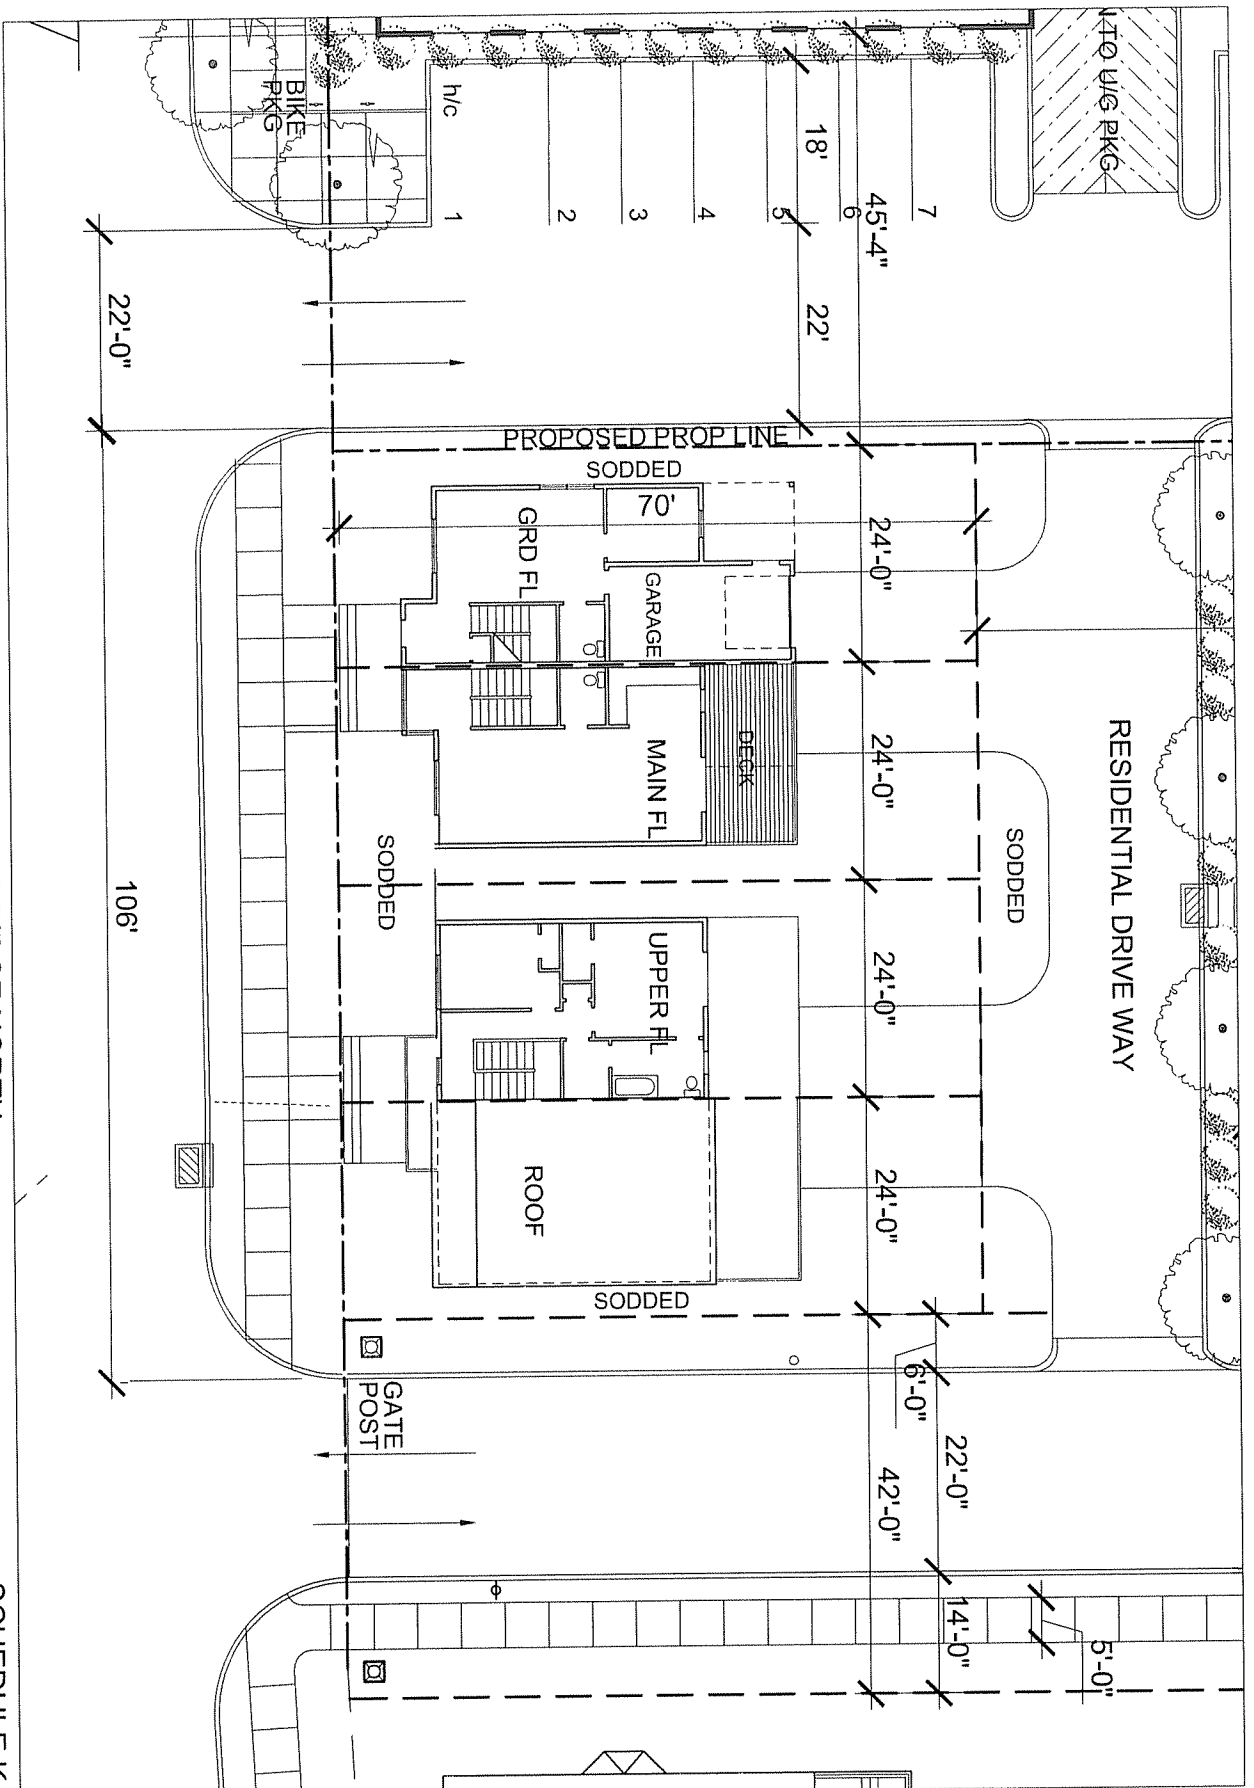 N TO U/G PKG
BIKE
PKG
h/c
1
2
3
4
5
6
7
18'
45'-4"
22'
22'-0"
PROPOSED PROP LINE
SODDED
70'
GRD FL
GARAGE
24'-0"
MAIN FL
DECK
24'-0"
SODDED
SODDED
RESIDENTIAL DRIVE WAY
106'
UPPER FL
24'-0"
ROOF
24'-0"
SODDED
GATE
POST
6'-0"
22'-0"
42'-0"
14'-0"
5'-0"